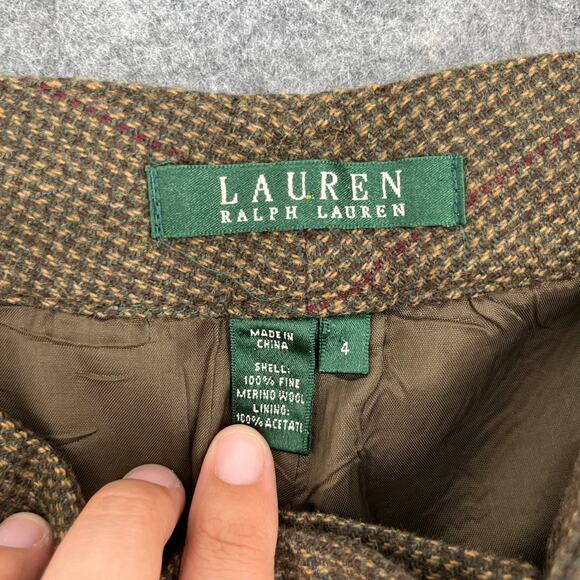 LAUREN
RALPH LAUREN
MADE IN
CHINA
SHELL:
100% FINE
MERINO WOOL
LINING:
100% ACETATE
4